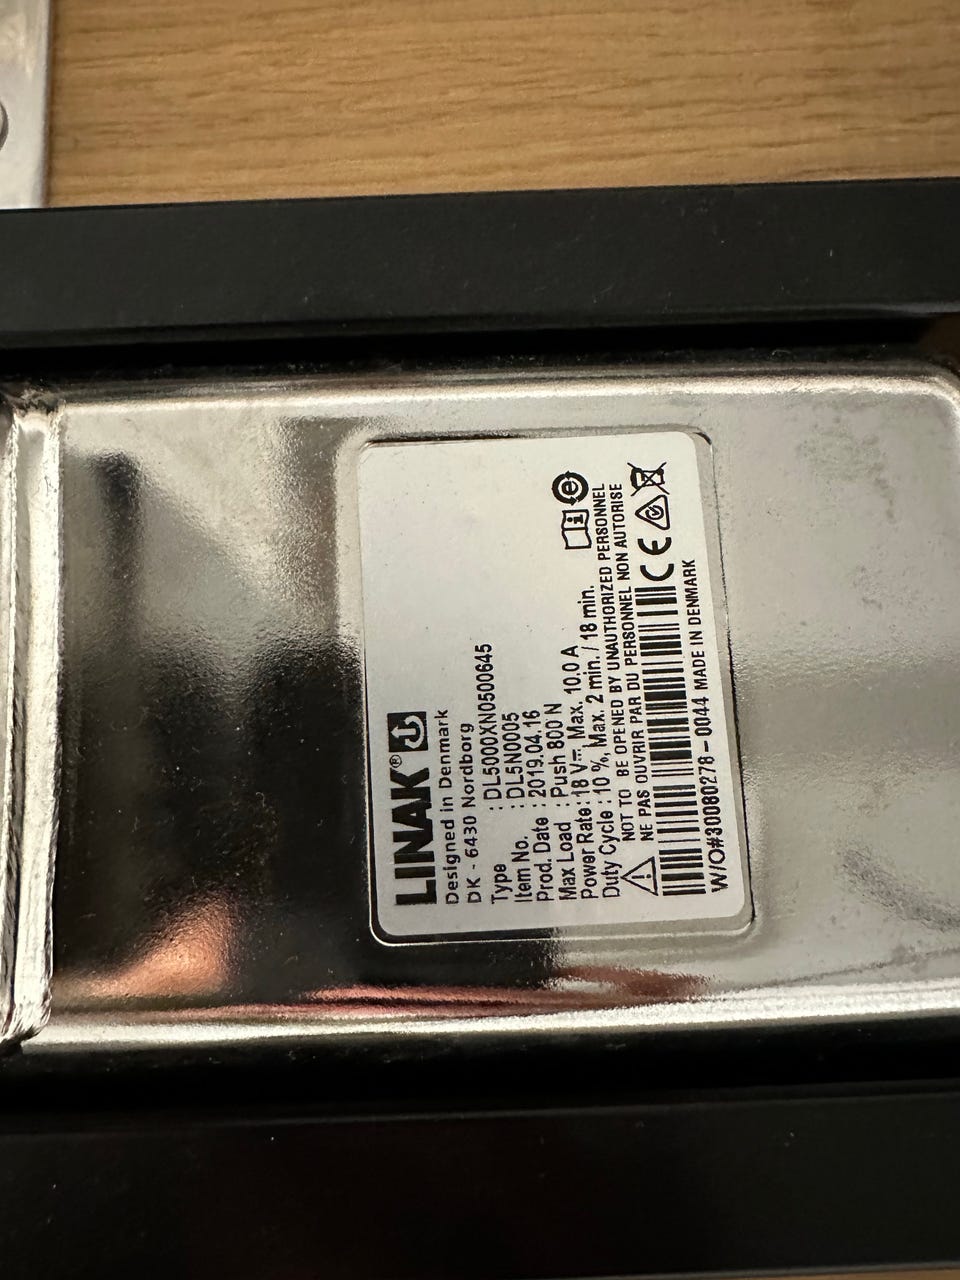 LINAK®
Designed in Denmark
DK - 6430 Nordborg
Type : DL5000XN0500645
Item No. : DL5N0005
Prod. Date : 2019.04.16
Max Load : Push 800 N
Power Rate: 18 V⎓ Max. 10.0 A
Duty Cycle : 10 %, Max. 2 min. / 18 min.
NOT TO BE OPENED BY UNAUTHORIZED PERSONNEL
NE PAS OUVRIR PAR DU PERSONNEL NON AUTORISE
CE
W/O#30080278-0044 MADE IN DENMARK